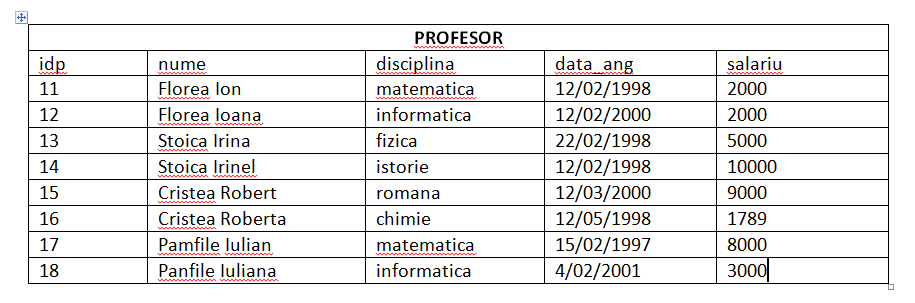 PROFESOR
idp nume disciplina data_ang salariu
11 Florea Ion matematica 12/02/1998 2000
12 Florea Ioana informatica 12/02/2000 2000
13 Stoica Irina fizica 22/02/1998 5000
14 Stoica Irinel istorie 12/02/1998 10000
15 Cristea Robert romana 12/03/2000 9000
16 Cristea Roberta chimie 12/05/1998 1789
17 Pamfile Iulian matematica 15/02/1997 8000
18 Panfile Iuliana informatica 4/02/2001 3000